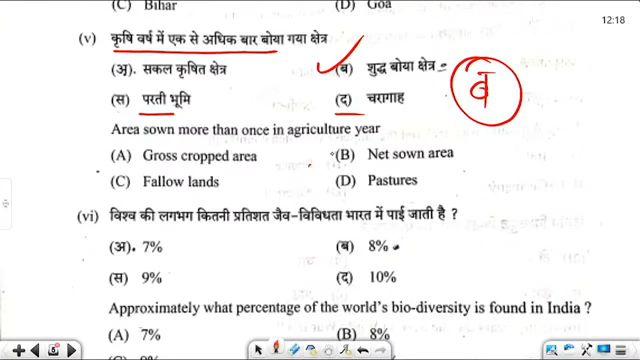 (C) Bihar (D) Goa
12:18
(v) कृषि वर्ष में एक से अधिक बार बोया गया क्षेत्र
(अ). सकल कृषित क्षेत्र (ब) शुद्ध बोया क्षेत्र
ब
(स) परती भूमि (द) चरागाह
Area sown more than once in agriculture year
(A) Gross cropped area (B) Net sown area
(C) Fallow lands (D) Pastures
(vi) विश्व की लगभग कितनी प्रतिशत जैव-विविधता भारत में पाई जाती है ?
(अ). 7% (ब) 8%
(स) 9% (द) 10%
Approximately what percentage of the world's bio-diversity is found in India ?
(A) 7% (B) 8%